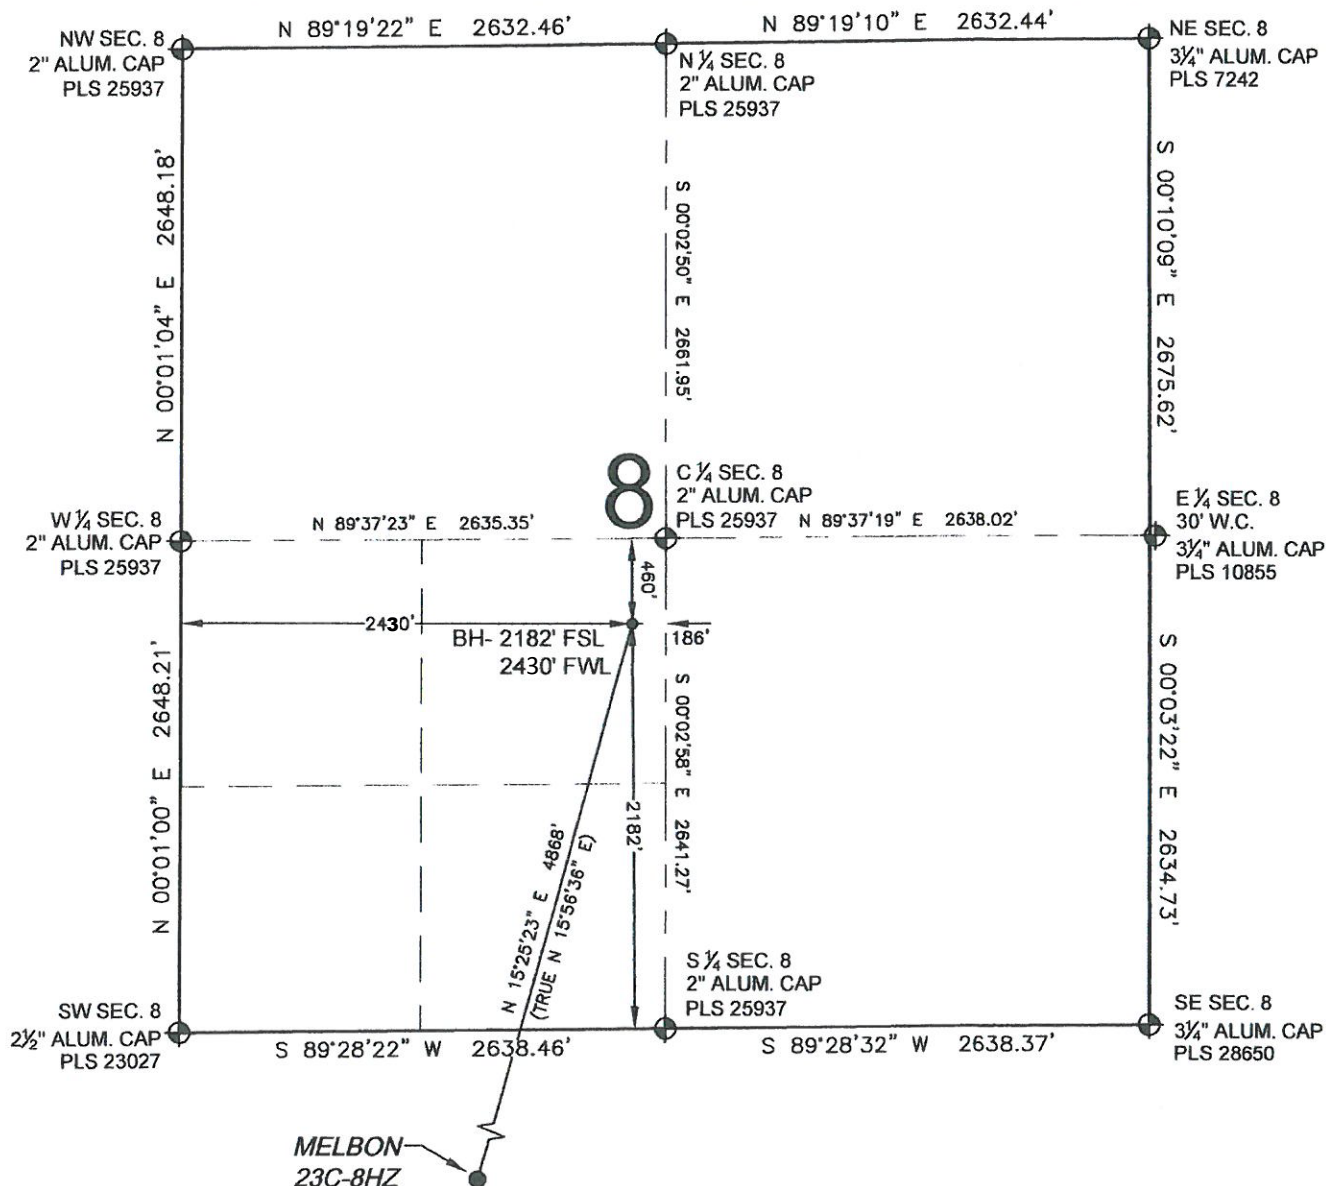 N 89°19'22" E 2632.46'
N 89°19'10" E 2632.44'
NW SEC. 8
2" ALUM. CAP
PLS 25937
N 1/4 SEC. 8
2" ALUM. CAP
PLS 25937
NE SEC. 8
3 1/4" ALUM. CAP
PLS 7242
N 00°01'04" E 2648.18'
S 00°02'50" E 2661.95'
S 00°10'09" E 2675.62'
8
C 1/4 SEC. 8
2" ALUM. CAP
PLS 25937
W 1/4 SEC. 8
2" ALUM. CAP
PLS 25937
N 89°37'23" E 2635.35'
N 89°37'19" E 2638.02'
E 1/4 SEC. 8
30' W.C.
3 1/4" ALUM. CAP
PLS 10855
460'
2430'
BH- 2182' FSL
2430' FWL
186'
N 00°01'00" E 2648.21'
S 00°02'58" E 2641.27'
S 00°03'22" E 2634.73'
2182'
N 15°25'23" E 4868'
(TRUE N 15°56'36" E)
S 1/4 SEC. 8
2" ALUM. CAP
PLS 25937
SW SEC. 8
2 1/2" ALUM. CAP
PLS 23027
S 89°28'22" W 2638.46'
S 89°28'32" W 2638.37'
SE SEC. 8
3 1/4" ALUM. CAP
PLS 28650
MELBON
23C-8HZ